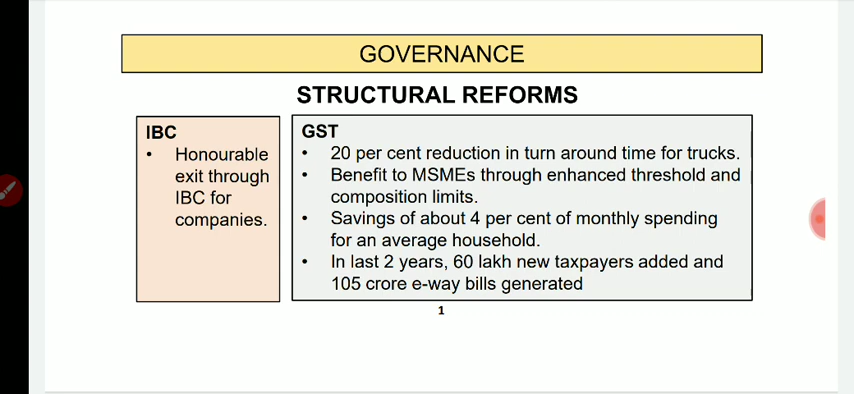 GOVERNANCE
STRUCTURAL REFORMS
IBC
• Honourable
exit through
IBC for
companies.
GST
• 20 per cent reduction in turn around time for trucks.
• Benefit to MSMEs through enhanced threshold and
composition limits.
• Savings of about 4 per cent of monthly spending
for an average household.
• In last 2 years, 60 lakh new taxpayers added and
105 crore e-way bills generated
1